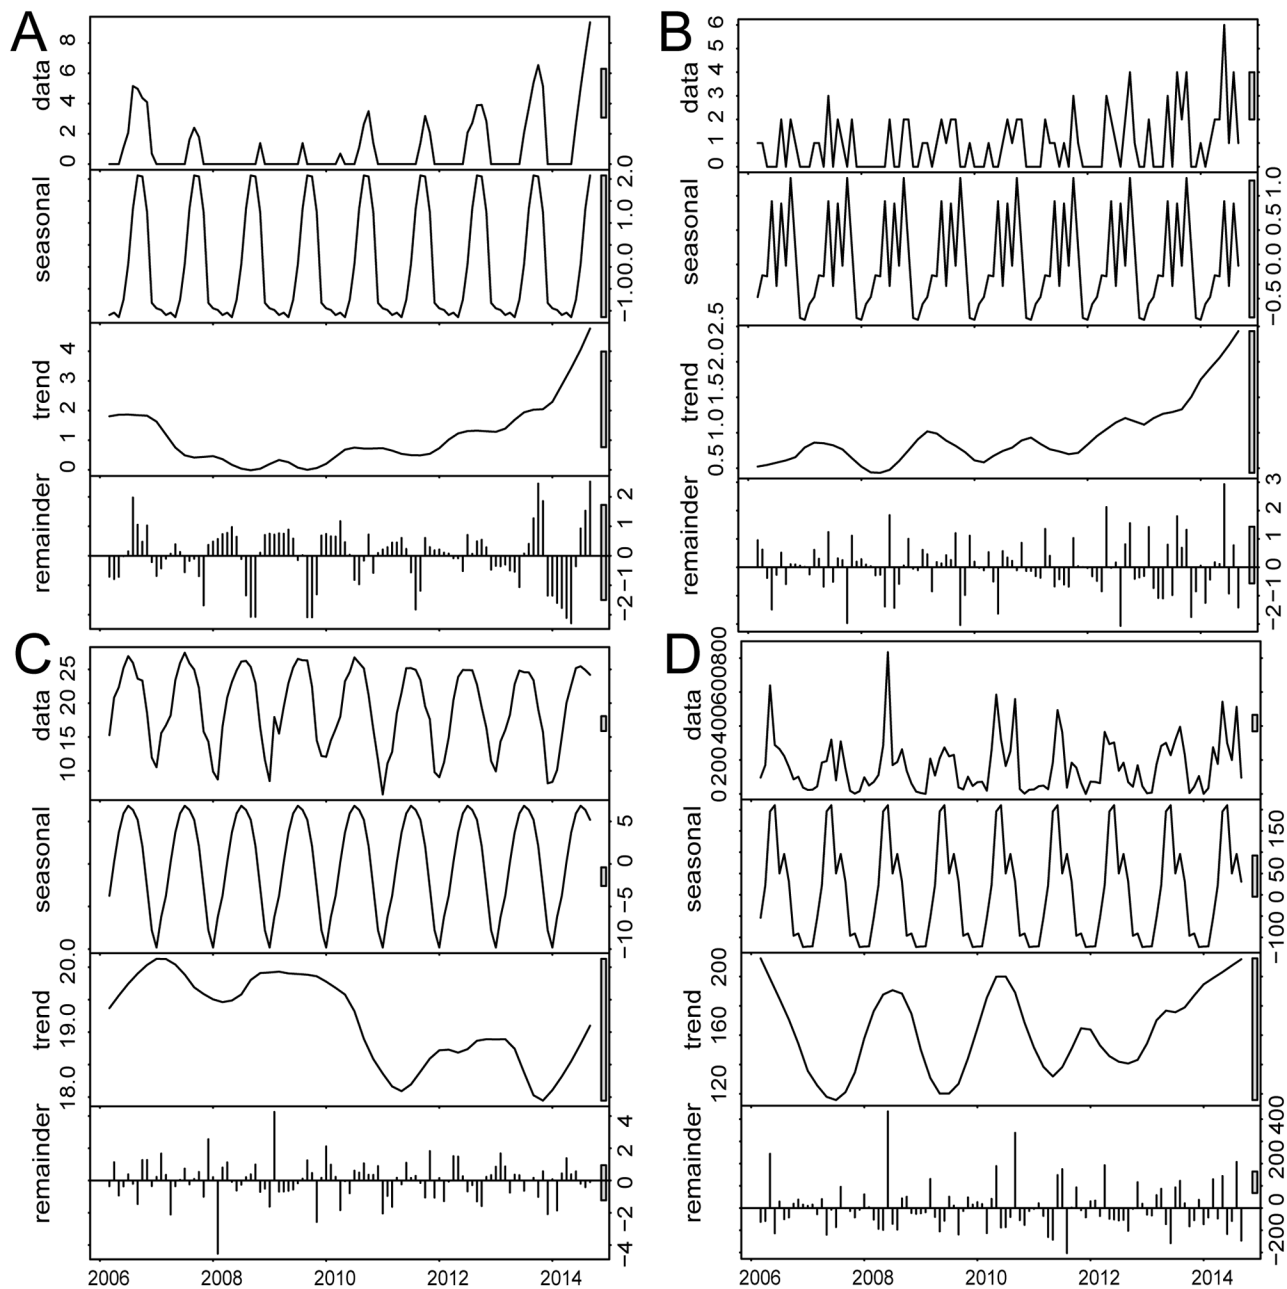 A
data
0 2 4 6 8
0
seasonal
−1.0 0.0 1.0 2.
trend
0 1 2 3 4
remainder
−2 −1 0 1 2
B
data
0 1 2 3 4 5 6
seasonal
−0.5 0.0 0.5 1.0
trend
0.5 1.0 1.5 2.0 2.5
remainder
−2 −1 0 1 2 3
C
data
10 15 20 25
seasonal
−10 −5 0 5
trend
18.0 19.0 20.0
remainder
−4 −2 0 2 4
2006 2008 2010 2012 2014
D
data
0 200 400 600 800
seasonal
−100 0 50 150
trend
120 160 200
remainder
−200 0 200 400
2006 2008 2010 2012 2014